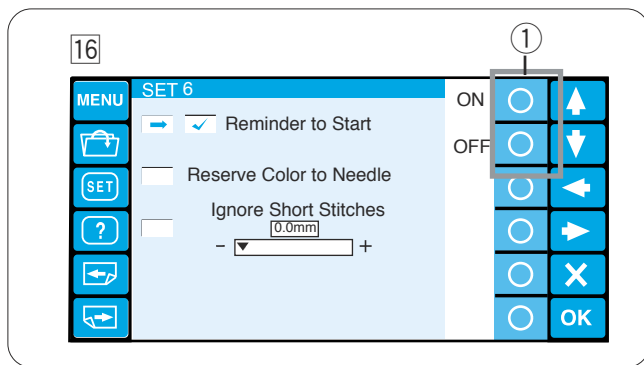 16
1
MENU
SET 6
ON
Reminder to Start
OFF
SET
Reserve Color to Needle
?
Ignore Short Stitches
0.0mm
- +
OK